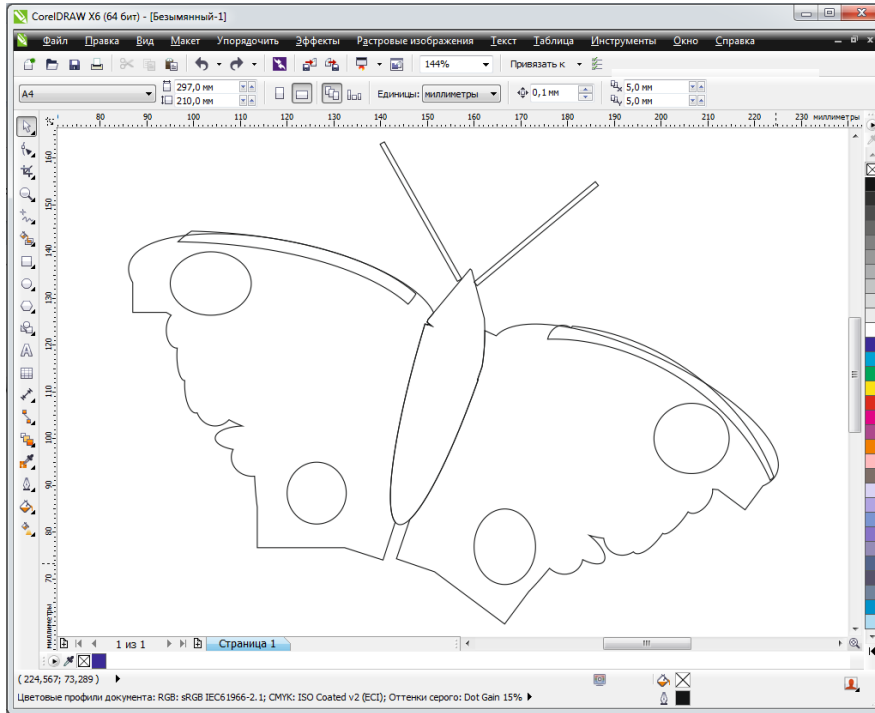 CorelDRAW X6 (64 бит) - [Безымянный-1]
Файл Правка Вид Макет Упорядочить Эффекты Растровые изображения Текст Таблица Инструменты Окно Справка
144% Привязать к
A4 297,0 мм 210,0 мм Единицы: миллиметры 0,1 мм 5,0 мм 5,0 мм
80 90 100 110 120 130 140 150 160 170 180 190 200 210 220 230 миллиметры
160
150
140
130
120
110
100
90
80
70
миллиметры
1 из 1 Страница 1
( 224,567; 73,289 )
Цветовые профили документа: RGB: sRGB IEC61966-2.1; CMYK: ISO Coated v2 (ECI); Оттенки серого: Dot Gain 15%